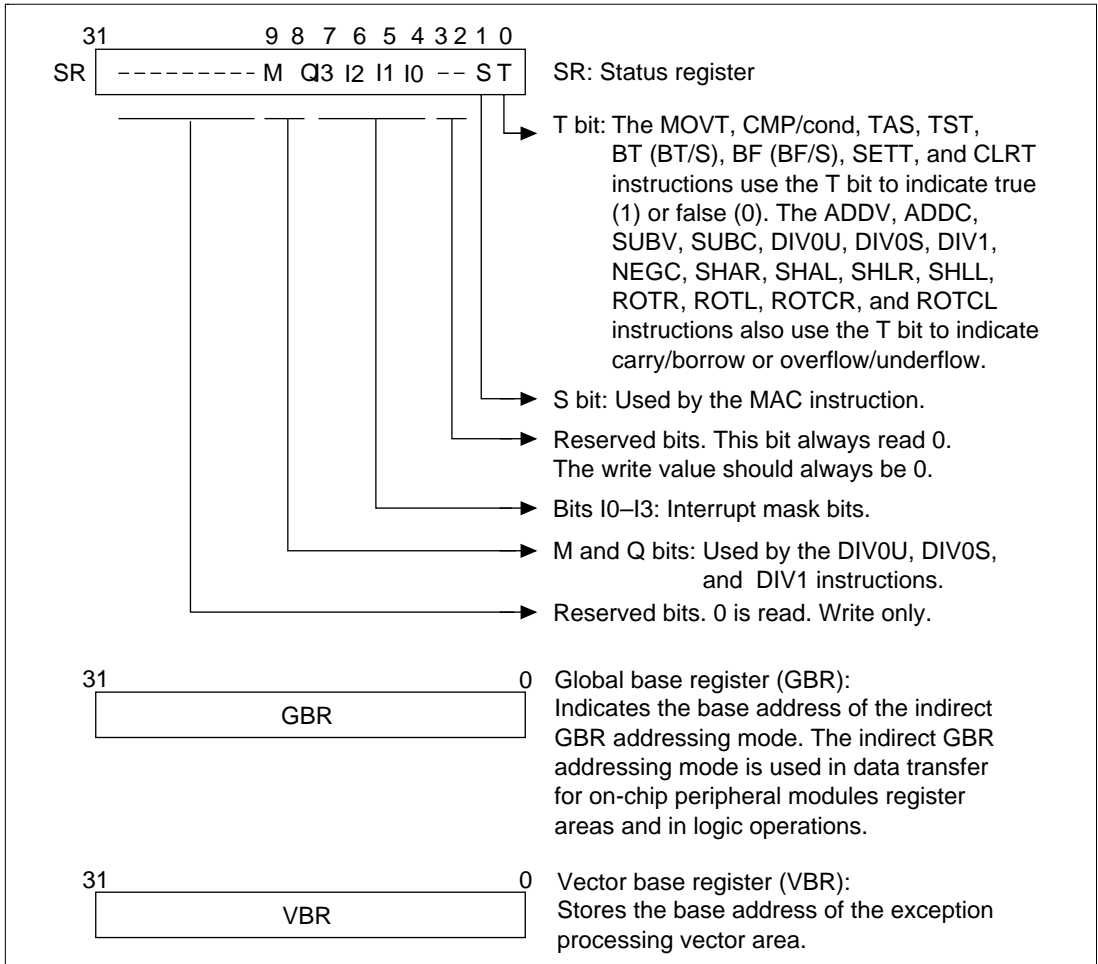 31 9 8 7 6 5 4 3 2 1 0
SR --------- M Q I3 I2 I1 I0 -- S T SR: Status register
T bit: The MOVT, CMP/cond, TAS, TST,
BT (BT/S), BF (BF/S), SETT, and CLRT
instructions use the T bit to indicate true
(1) or false (0). The ADDV, ADDC,
SUBV, SUBC, DIV0U, DIV0S, DIV1,
NEGC, SHAR, SHAL, SHLR, SHLL,
ROTR, ROTL, ROTCR, and ROTCL
instructions also use the T bit to indicate
carry/borrow or overflow/underflow.
S bit: Used by the MAC instruction.
Reserved bits. This bit always read 0.
The write value should always be 0.
Bits I0–I3: Interrupt mask bits.
M and Q bits: Used by the DIV0U, DIV0S,
and DIV1 instructions.
Reserved bits. 0 is read. Write only.
31 0 Global base register (GBR):
GBR Indicates the base address of the indirect
GBR addressing mode. The indirect GBR
addressing mode is used in data transfer
for on-chip peripheral modules register
areas and in logic operations.
31 0 Vector base register (VBR):
VBR Stores the base address of the exception
processing vector area.